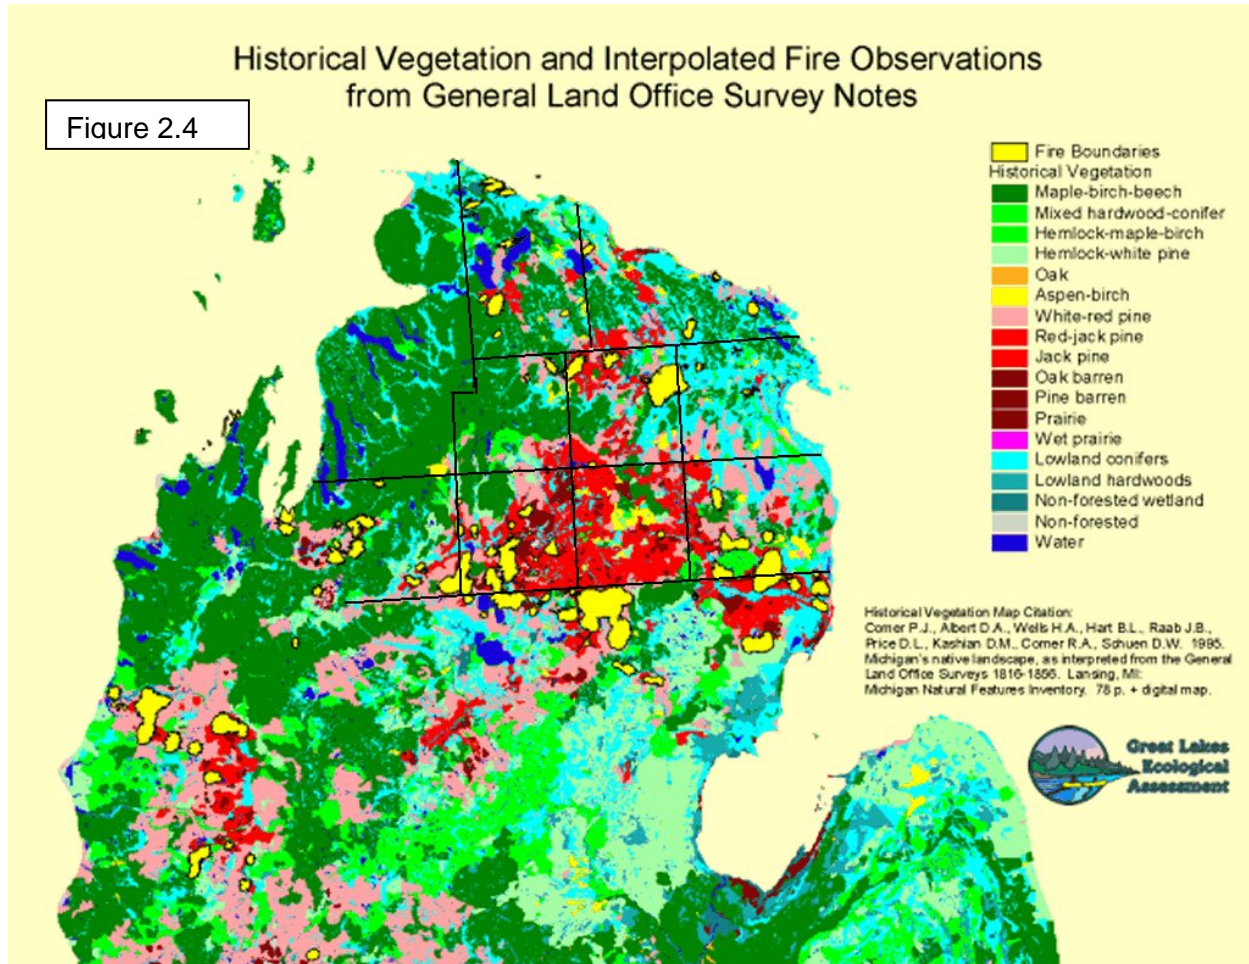 Historical Vegetation and Interpolated Fire Observations
from General Land Office Survey Notes
Figure 2.4
Fire Boundaries
Historical Vegetation
Maple-birch-beech
Mixed hardwood-conifer
Hemlock-maple-birch
Hemlock-white pine
Oak
Aspen-birch
White-red pine
Red-jack pine
Jack pine
Oak barren
Pine barren
Prairie
Wet prairie
Lowland conifers
Lowland hardwoods
Non-forested wetland
Non-forested
Water
Historical Vegetation Map Citation:
Comer P.J., Albert D.A., Wells H.A., Hart B.L., Raab J.B.,
Price D.L., Kashian D.M., Corner R.A., Schuen D.W. 1995.
Michigan's native landscape, as interpreted from the General
Land Office Surveys 1816-1856. Lansing, MI:
Michigan Natural Features Inventory. 78 p. + digital map.
Great Lakes
Ecological
Assessment